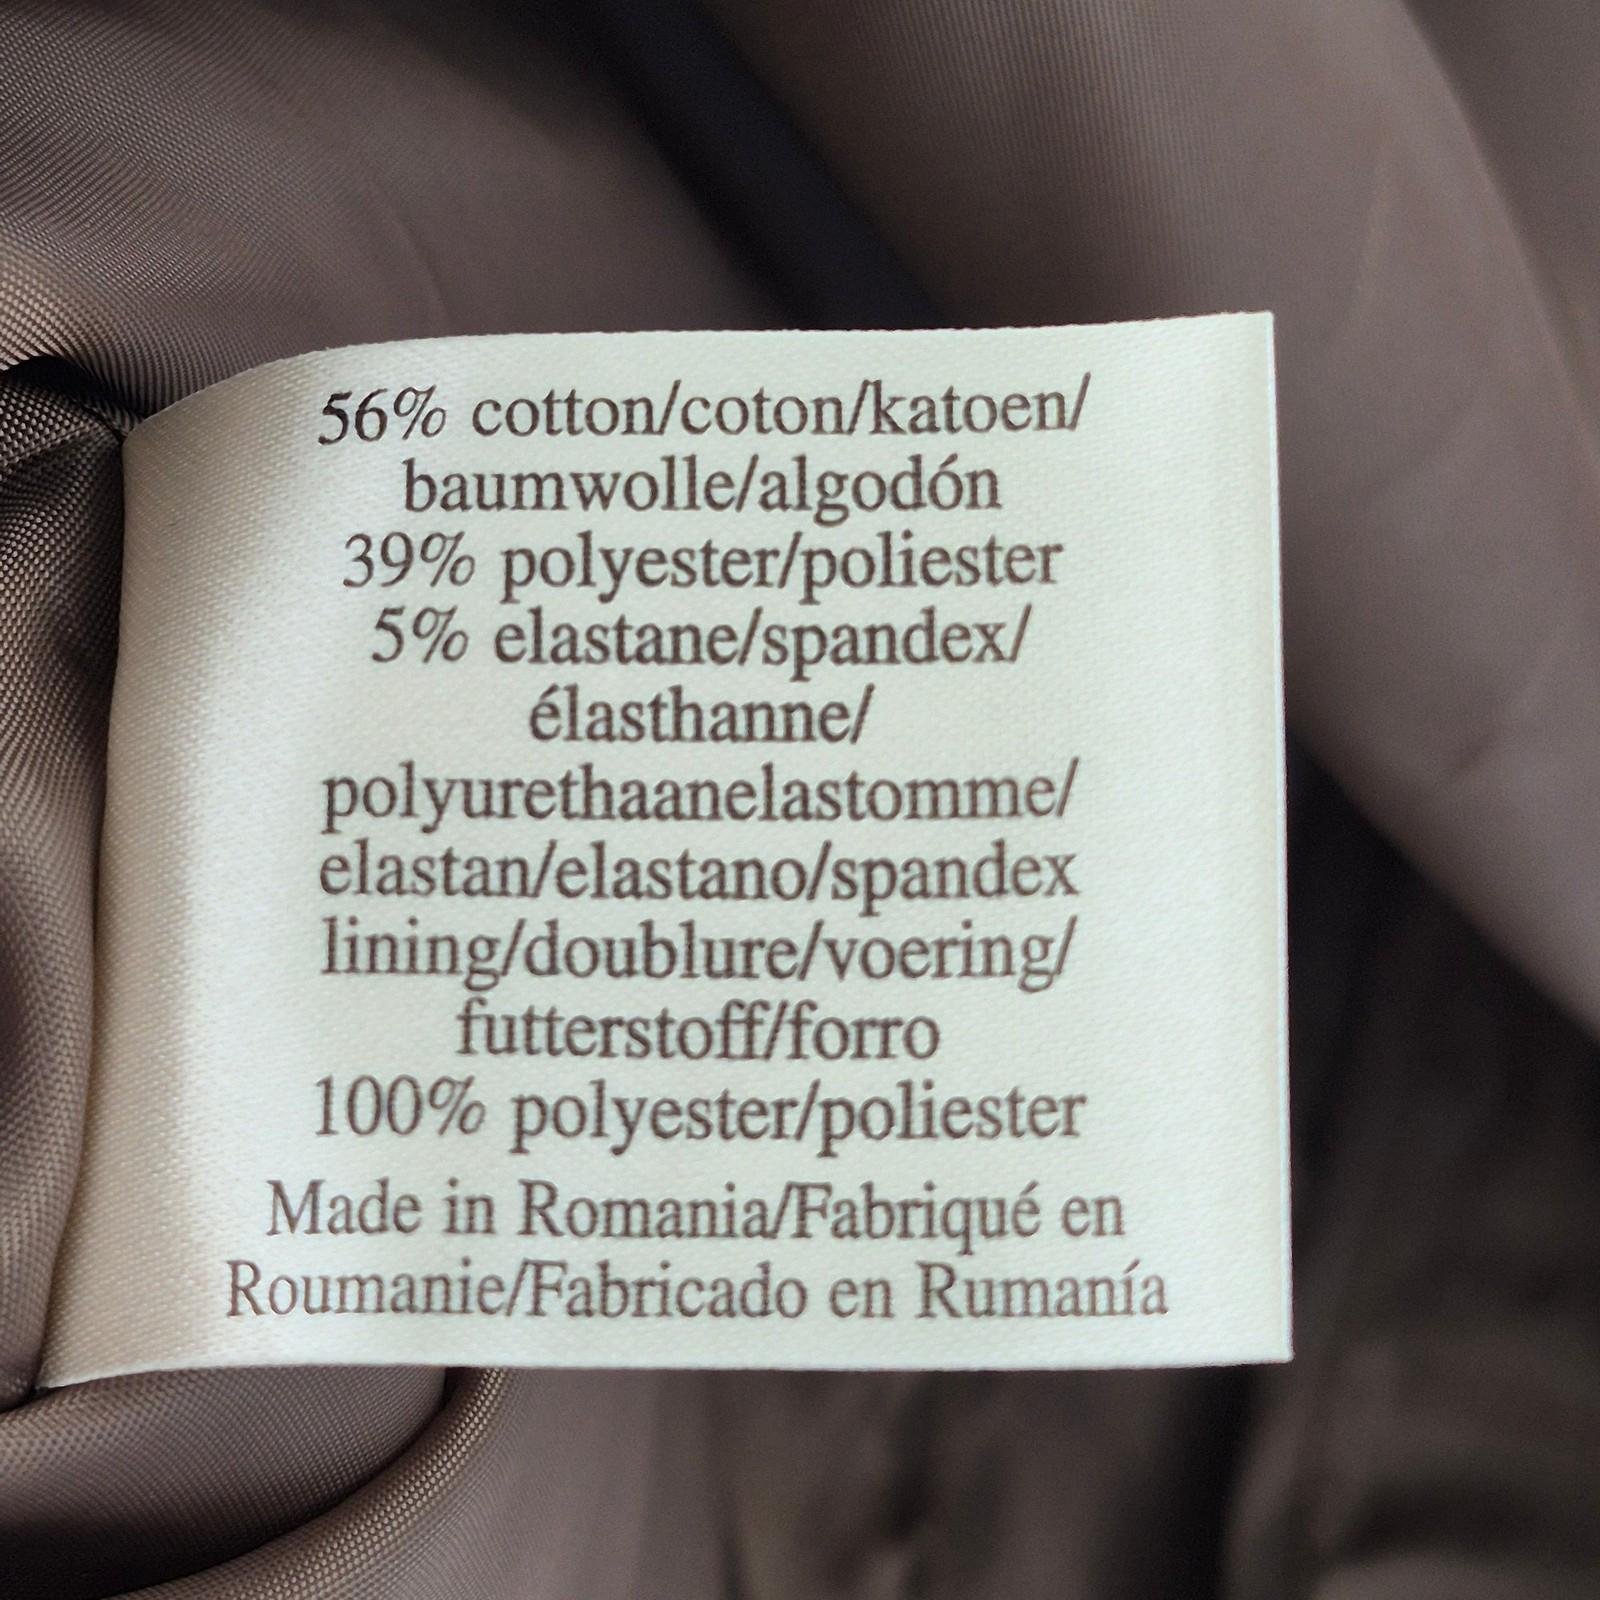 56% cotton/coton/katoen/
baumwolle/algodón
39% polyester/poliester
5% elastane/spandex/
élasthanne/
polyurethaanelastomme/
elastan/elastano/spandex
lining/doublure/voering/
futterstoff/forro
100% polyester/poliester
Made in Romania/Fabriqué en
Roumanie/Fabricado en Rumanía